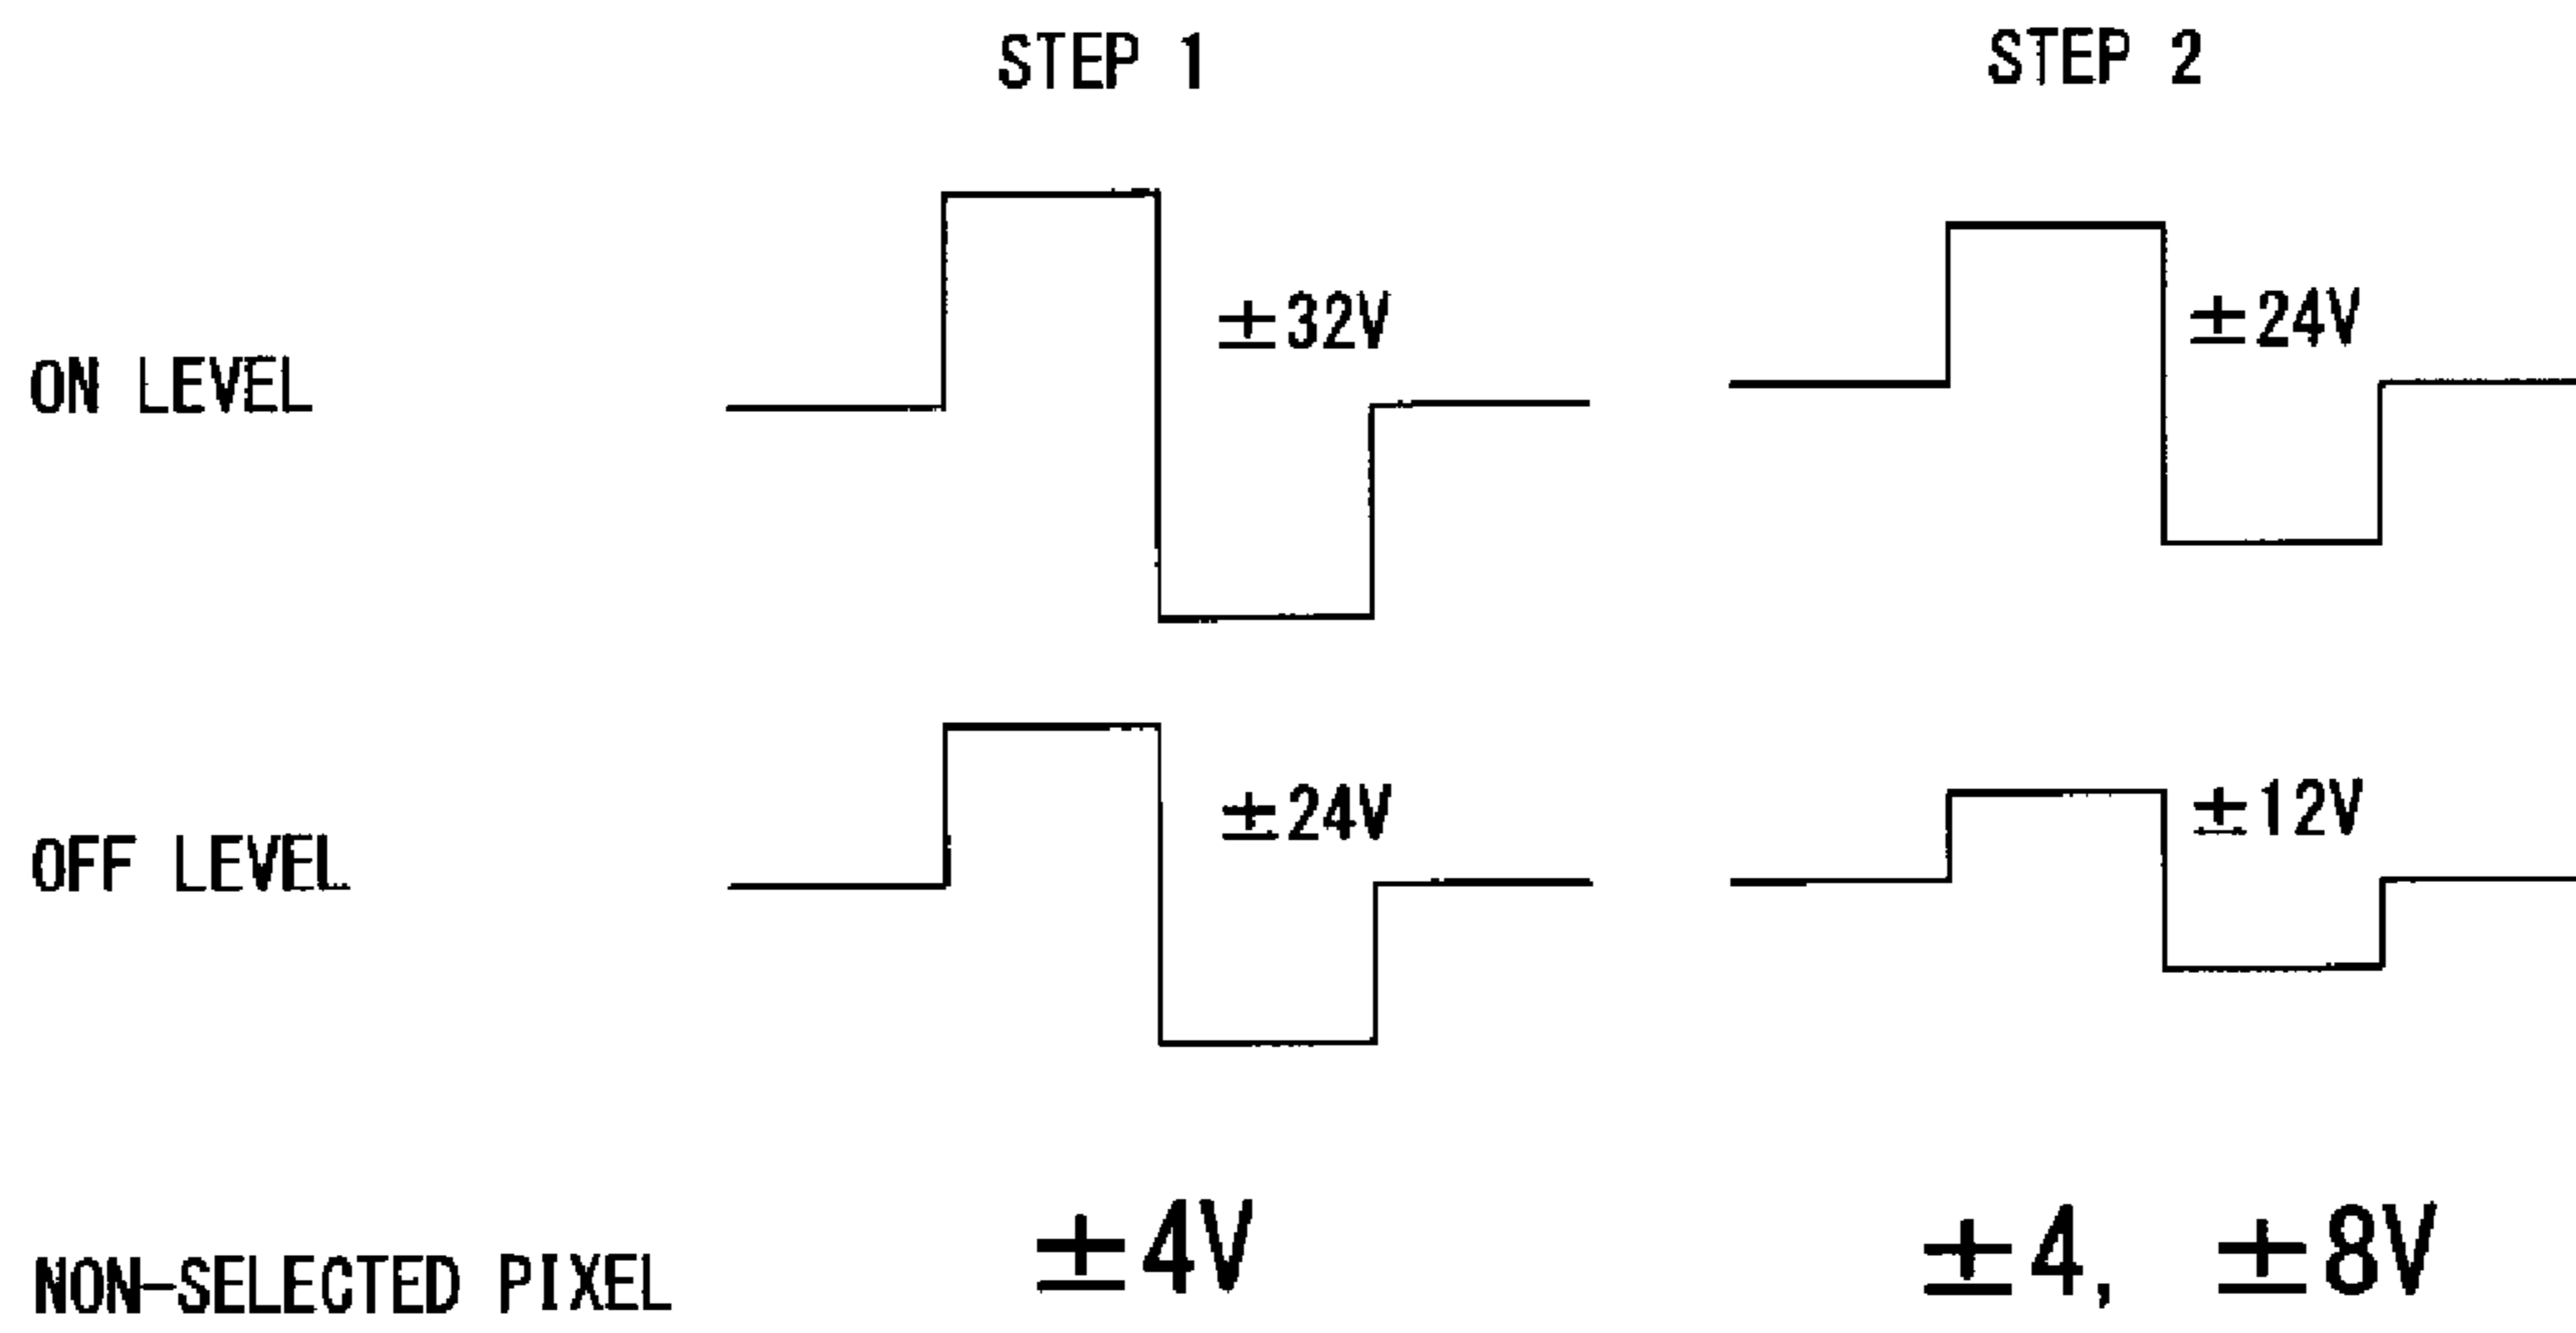 STEP 1
STEP 2
ON LEVEL
±32V
±24V
OFF LEVEL
±24V
±12V
NON-SELECTED PIXEL
±4V
±4, ±8V